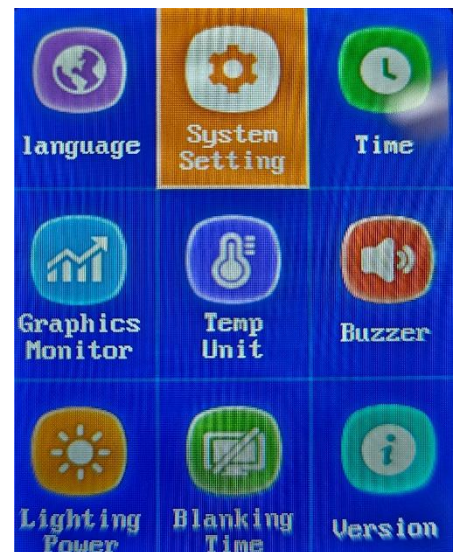 language
System
Setting
Time
Graphics
Monitor
Temp
Unit
Buzzer
Lighting
Power
Blanking
Time
Version